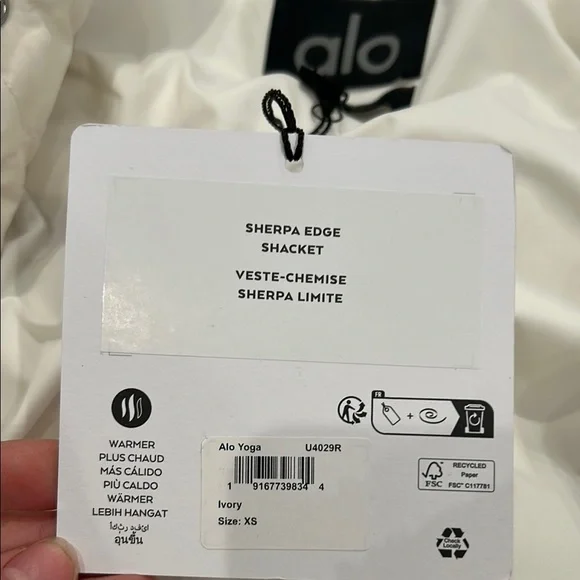 alo
SHERPA EDGE
SHACKET
VESTE-CHEMISE
SHERPA LIMITE
WARMER
PLUS CHAUD
MÁS CÁLIDO
PIÙ CALDO
WÄRMER
LEBIH HANGAT
อุ่นขึ้น
FR
+
Alo Yoga U4029R
1 91677 39834 4
Ivory
Size: XS
FSC
RECYCLED
Paper
FSC® C117781
Check
Locally